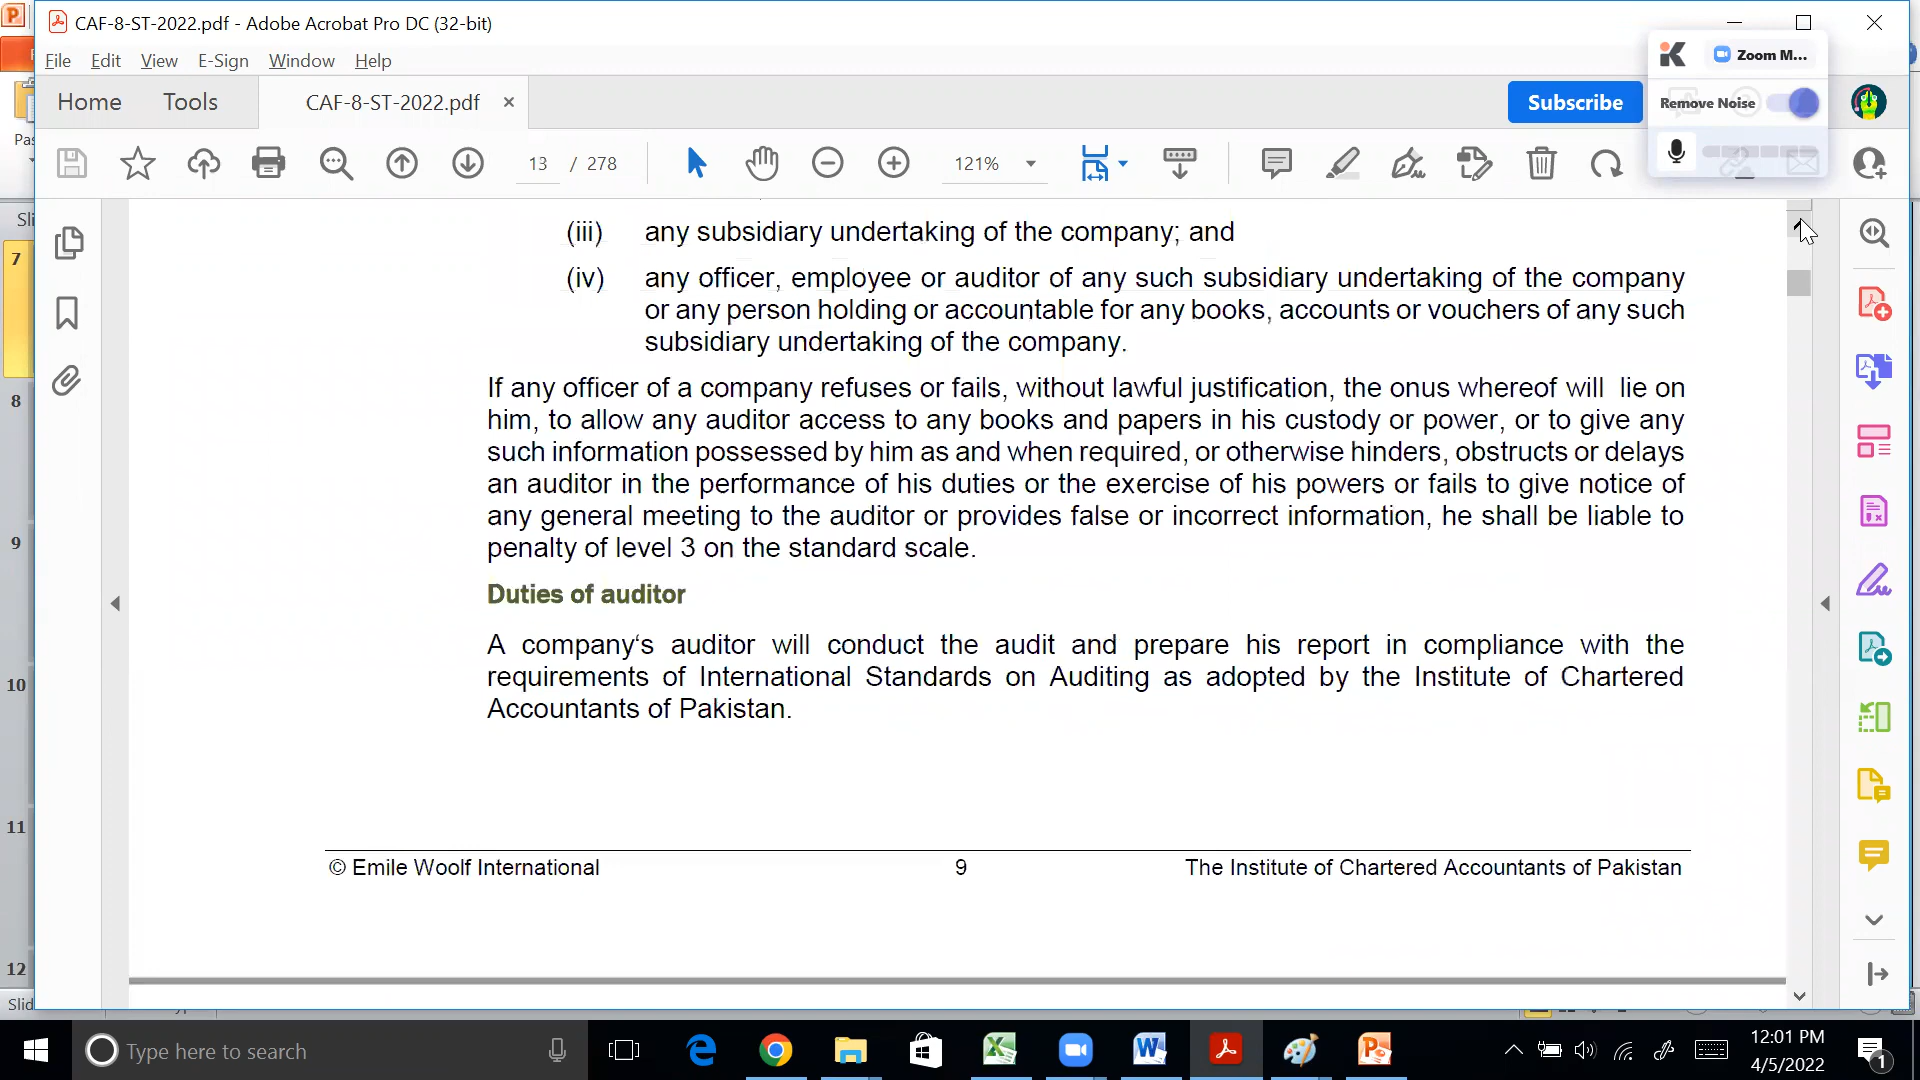 CAF-8-ST-2022.pdf - Adobe Acrobat Pro DC (32-bit)
File Edit View E-Sign Window Help
Zoom M...
Home Tools CAF-8-ST-2022.pdf × Subscribe
Remove Noise
Pas
13 / 278 121%
Sli
7
8
9
10
11
12
Slid
(iii) any subsidiary undertaking of the company; and
(iv) any officer, employee or auditor of any such subsidiary undertaking of the company
or any person holding or accountable for any books, accounts or vouchers of any such
subsidiary undertaking of the company.
If any officer of a company refuses or fails, without lawful justification, the onus whereof will lie on
him, to allow any auditor access to any books and papers in his custody or power, or to give any
such information possessed by him as and when required, or otherwise hinders, obstructs or delays
an auditor in the performance of his duties or the exercise of his powers or fails to give notice of
any general meeting to the auditor or provides false or incorrect information, he shall be liable to
penalty of level 3 on the standard scale.
Duties of auditor
A company‘s auditor will conduct the audit and prepare his report in compliance with the
requirements of International Standards on Auditing as adopted by the Institute of Chartered
Accountants of Pakistan.
© Emile Woolf International 9 The Institute of Chartered Accountants of Pakistan
Type here to search
12:01 PM
4/5/2022
1